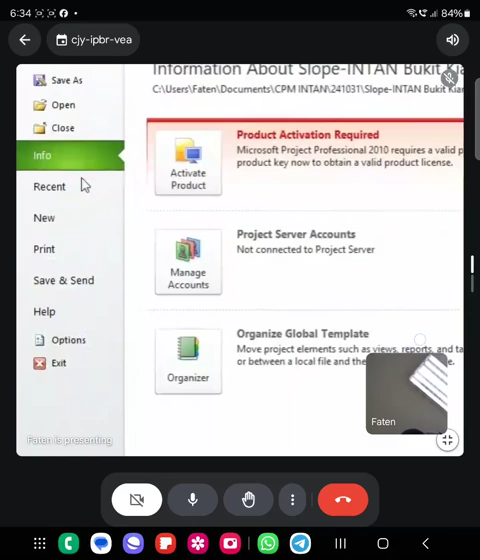 6:34
84%
cjy-ipbr-vea
Save As
Open
Close
Info
Recent
New
Print
Save & Send
Help
Options
Exit
Information About Slope-INTAN Bukit Kia
C:\Users\Faten\Documents\CPM INTAN\241031\Slope-INTAN Bukit Kia
Activate
Product
Product Activation Required
Microsoft Project Professional 2010 requires a valid p
product key now to obtain a valid product license.
Manage
Accounts
Project Server Accounts
Not connected to Project Server
Organizer
Organize Global Template
Move project elements such as views, reports, and ta
or between a local file and the
Faten
Faten is presenting